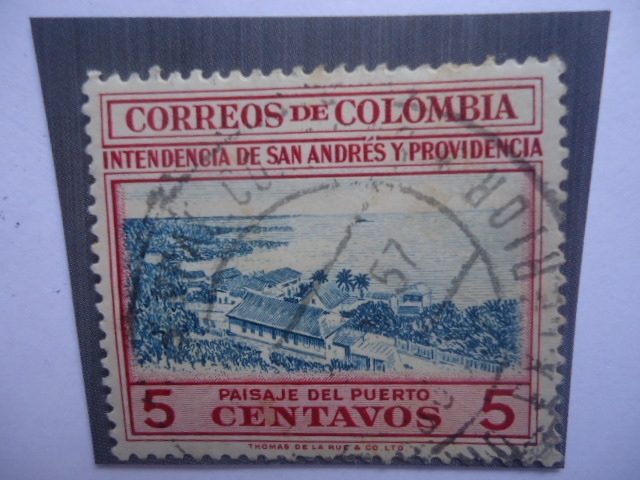 CORREOS DE COLOMBIA
INTENDENCIA DE SAN ANDRÉS Y PROVIDENCIA
57
PAISAJE DEL PUERTO
5 CENTAVOS 5
THOMAS DE LA RUE & CO. LTD.